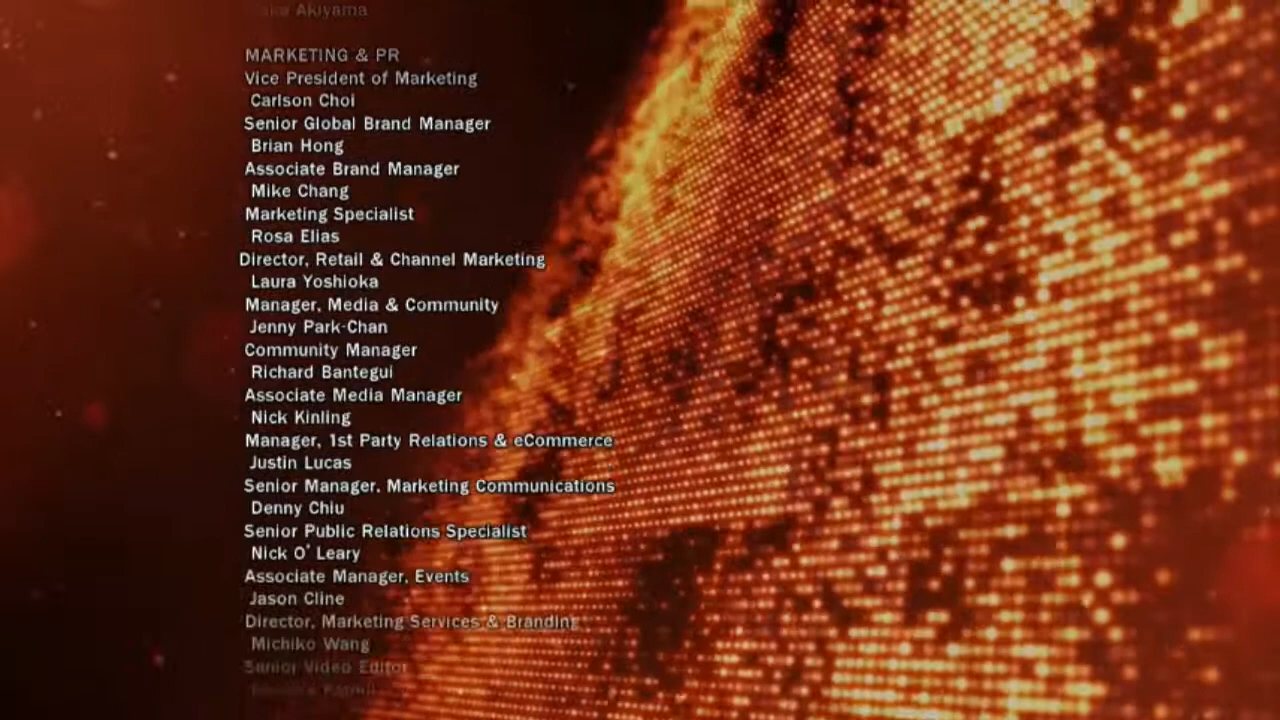 Akiyama
MARKETING & PR
Vice President of Marketing
Carlson Choi
Senior Global Brand Manager
Brian Hong
Associate Brand Manager
Mike Chang
Marketing Specialist
Rosa Elias
Director, Retail & Channel Marketing
Laura Yoshioka
Manager, Media & Community
Jenny Park-Chan
Community Manager
Richard Bantegui
Associate Media Manager
Nick Kinling
Manager, 1st Party Relations & eCommerce
Justin Lucas
Senior Manager, Marketing Communications
Denny Chiu
Senior Public Relations Specialist
Nick O' Leary
Associate Manager, Events
Jason Cline
Director, Marketing Services & Branding
Michiko Wang
Senior Video Editor